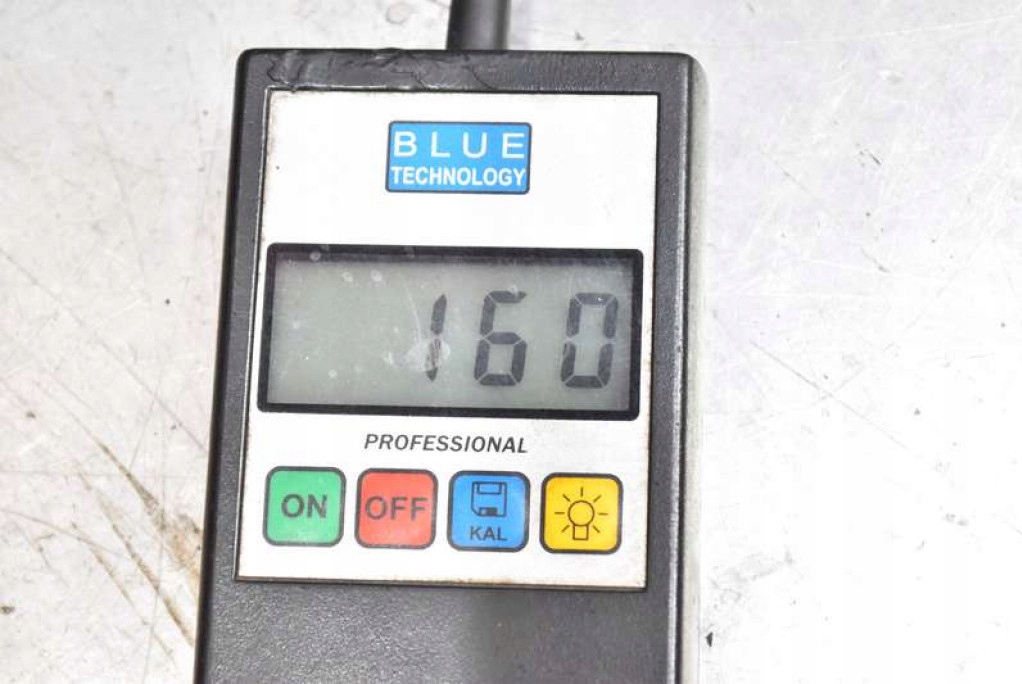 BLUE
TECHNOLOGY
160
PROFESSIONAL
ON OFF KAL